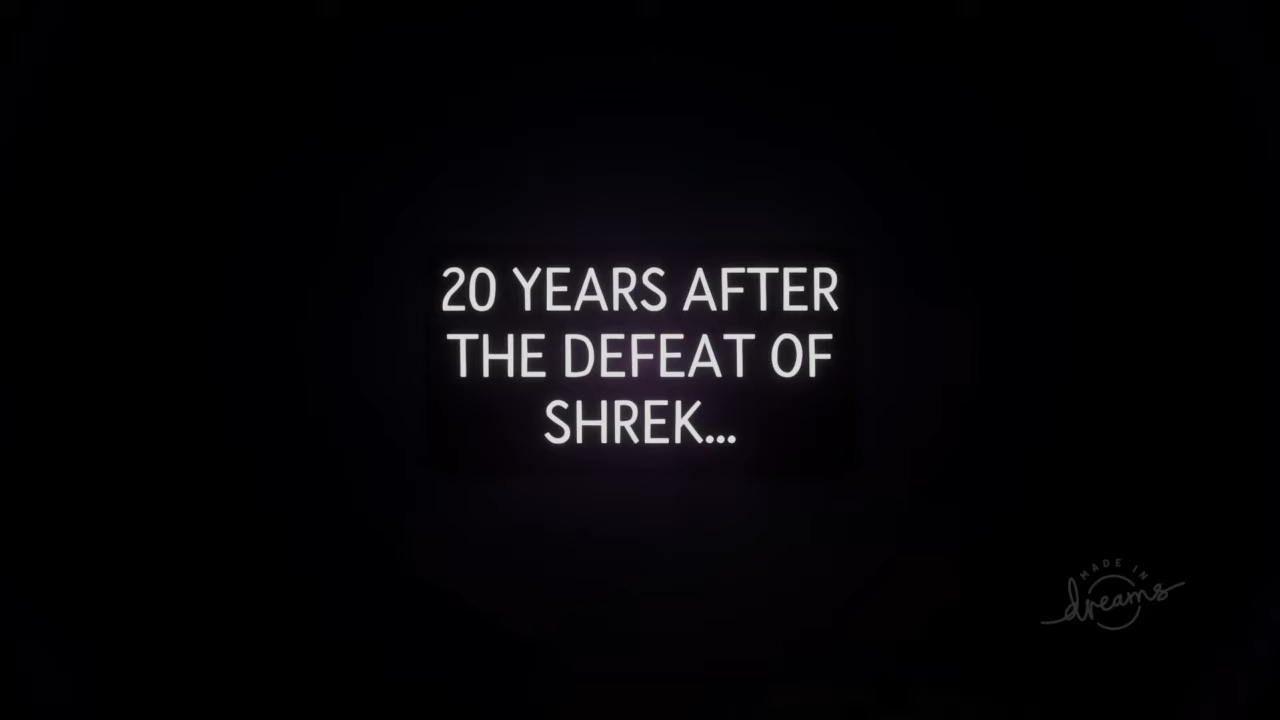 20 YEARS AFTER
THE DEFEAT OF
SHREK...
MADE IN
dreams